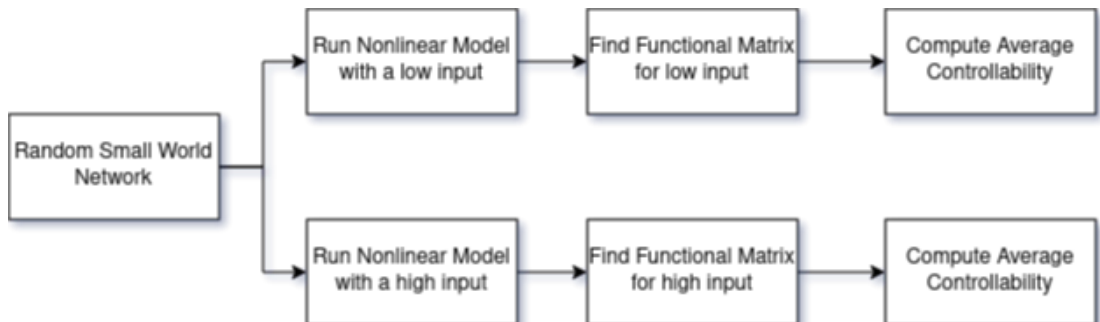 Random Small World
Network
Run Nonlinear Model
with a low input
Find Functional Matrix
for low input
Compute Average
Controllability
Run Nonlinear Model
with a high input
Find Functional Matrix
for high input
Compute Average
Controllability